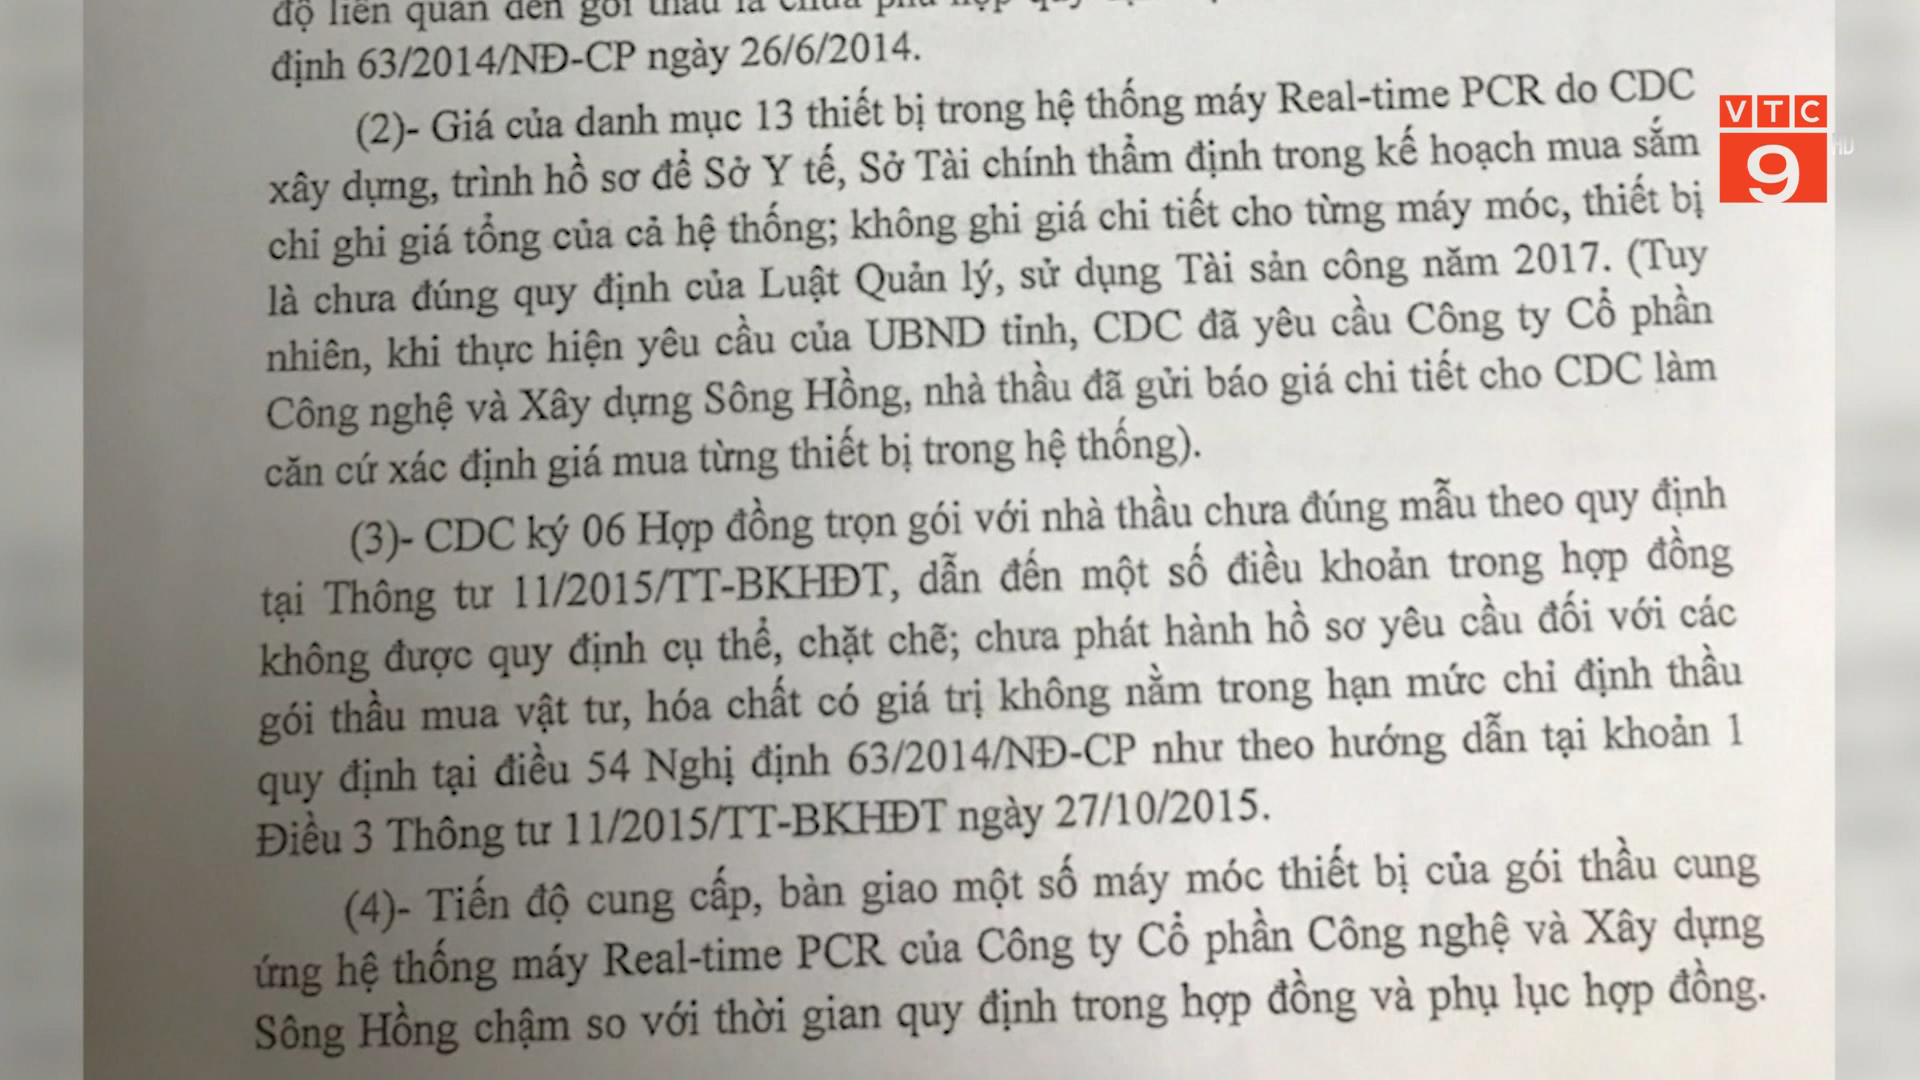 độ liên quan đến gói thầu là chưa phù hợp quy
định 63/2014/NĐ-CP ngày 26/6/2014.
(2)- Giá của danh mục 13 thiết bị trong hệ thống máy Real-time PCR do CDC
xây dựng, trình hồ sơ để Sở Y tế, Sở Tài chính thẩm định trong kế hoạch mua sắm
chỉ ghi giá tổng của cả hệ thống; không ghi giá chi tiết cho từng máy móc, thiết bị
là chưa đúng quy định của Luật Quản lý, sử dụng Tài sản công năm 2017. (Tuy
nhiên, khi thực hiện yêu cầu của UBND tỉnh, CDC đã yêu cầu Công ty Cổ phần
Công nghệ và Xây dựng Sông Hồng, nhà thầu đã gửi báo giá chi tiết cho CDC làm
căn cứ xác định giá mua từng thiết bị trong hệ thống).
(3)- CDC ký 06 Hợp đồng trọn gói với nhà thầu chưa đúng mẫu theo quy định
tại Thông tư 11/2015/TT-BKHĐT, dẫn đến một số điều khoản trong hợp đồng
không được quy định cụ thể, chặt chẽ; chưa phát hành hồ sơ yêu cầu đối với các
gói thầu mua vật tư, hóa chất có giá trị không nằm trong hạn mức chỉ định thầu
quy định tại điều 54 Nghị định 63/2014/NĐ-CP như theo hướng dẫn tại khoản 1
Điều 3 Thông tư 11/2015/TT-BKHĐT ngày 27/10/2015.
(4)- Tiến độ cung cấp, bàn giao một số máy móc thiết bị của gói thầu cung
ứng hệ thống máy Real-time PCR của Công ty Cổ phần Công nghệ và Xây dựng
Sông Hồng chậm so với thời gian quy định trong hợp đồng và phụ lục hợp đồng.
VTC
9
HD